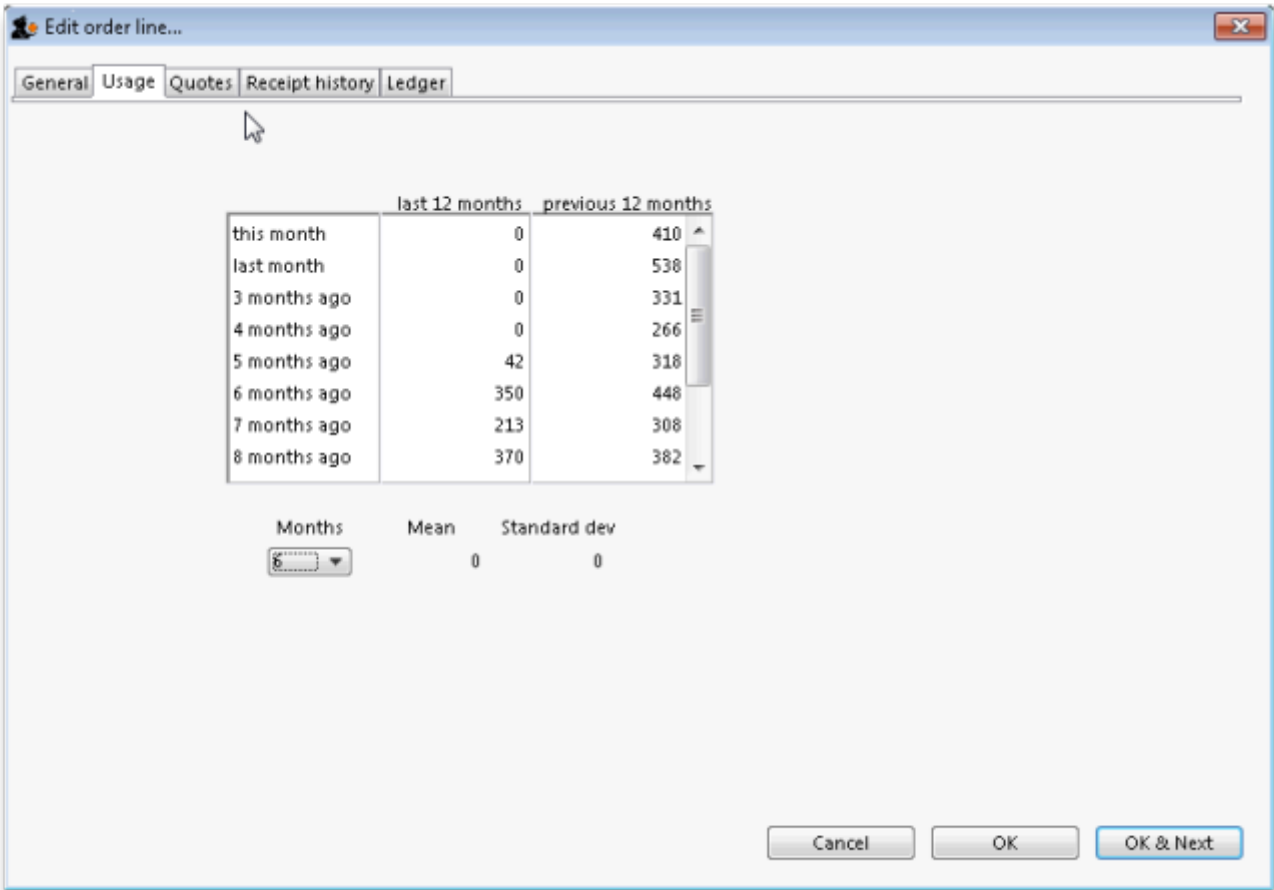 Edit order line...
General Usage Quotes Receipt history Ledger
last 12 months previous 12 months
this month 0 410
last month 0 538
3 months ago 0 331
4 months ago 0 266
5 months ago 42 318
6 months ago 350 448
7 months ago 213 308
8 months ago 370 382
Months Mean Standard dev
6 0 0
Cancel OK OK & Next